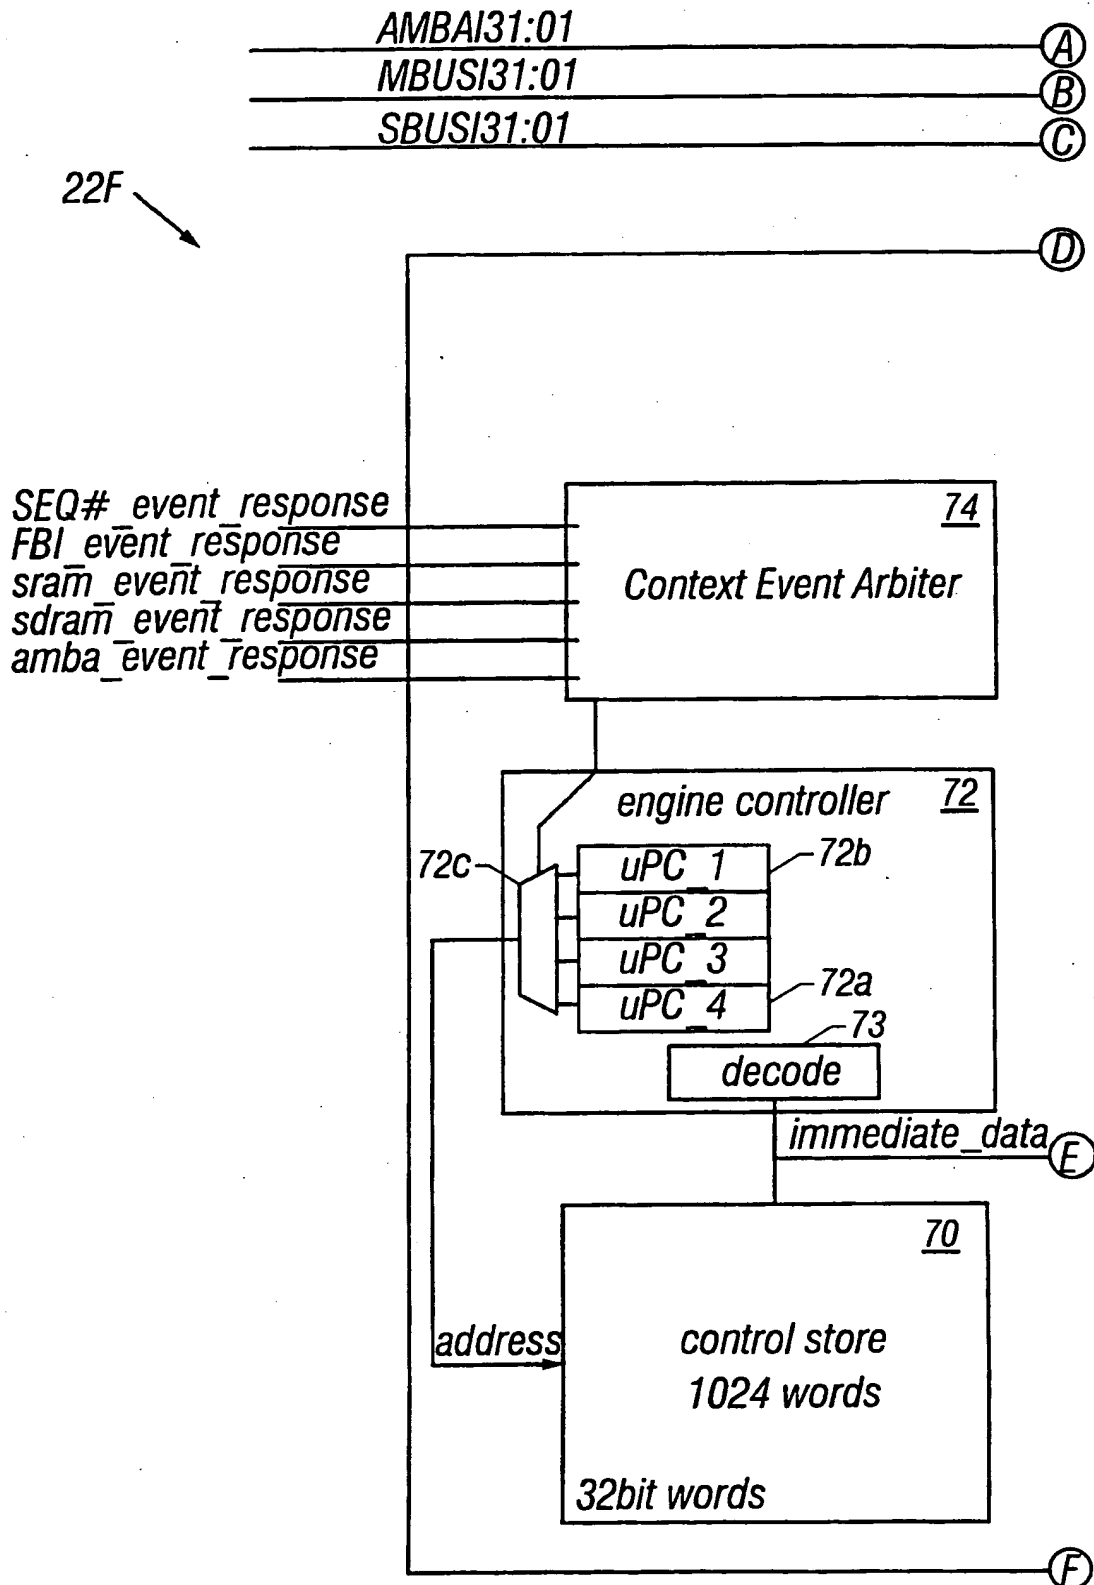 AMBAI31:01 A
MBUSI31:01 B
SBUSI31:01 C
22F
D
SEQ#_event_response
FBI_event_response
sram_event_response
sdram_event_response
amba_event_response
74
Context Event Arbiter
engine controller 72
72c
uPC_1 72b
uPC_2
uPC_3
uPC_4 72a
73
decode
immediate_data E
70
address
control store
1024 words
32bit words
F